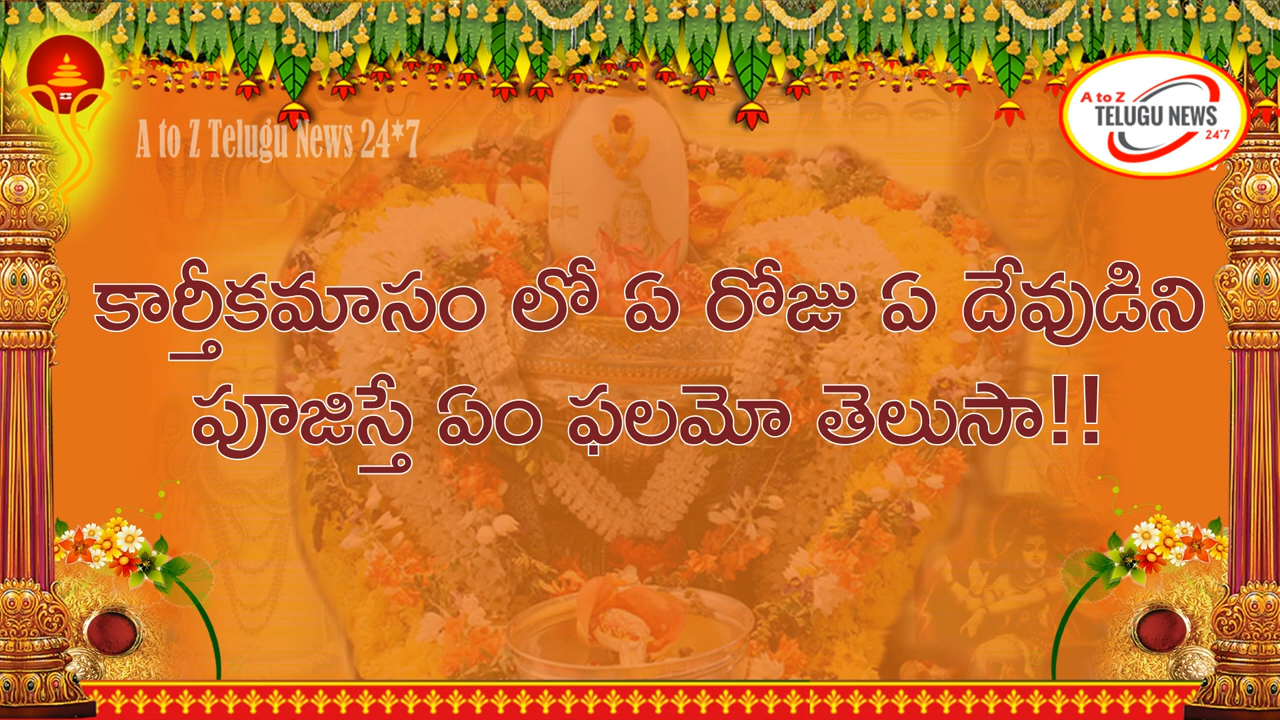 A to Z Telugu News 24*7
A to Z
TELUGU NEWS
24*7
కార్తీకమాసం లో ఏ రోజు ఏ దేవుడిని
పూజిస్తే ఏం ఫలమో తెలుసా!!